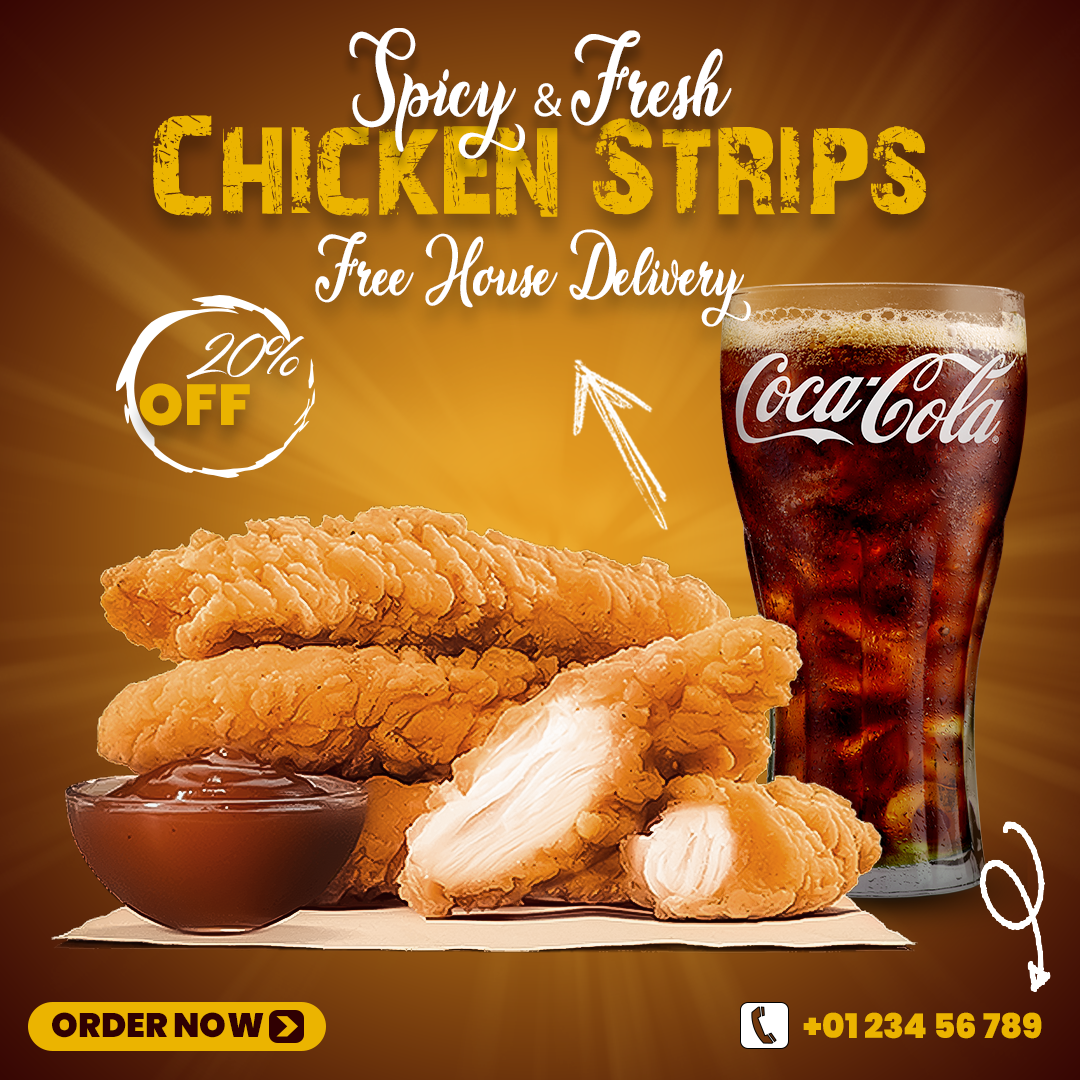 Spicy & Fresh
CHICKEN STRIPS
Free House Delivery
20%
OFF
Coca-Cola
ORDER NOW
+01 234 56 789